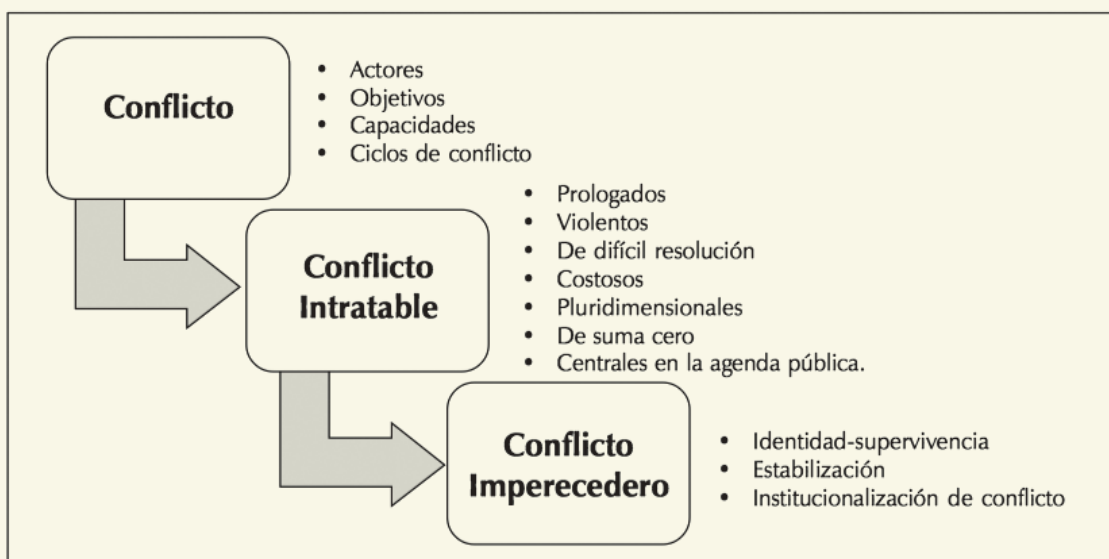 Conflicto
• Actores
• Objetivos
• Capacidades
• Ciclos de conflicto
Conflicto
Intratable
• Prologados
• Violentos
• De difícil resolución
• Costosos
• Pluridimensionales
• De suma cero
• Centrales en la agenda pública.
Conflicto
Imperecedero
• Identidad-supervivencia
• Estabilización
• Institucionalización de conflicto